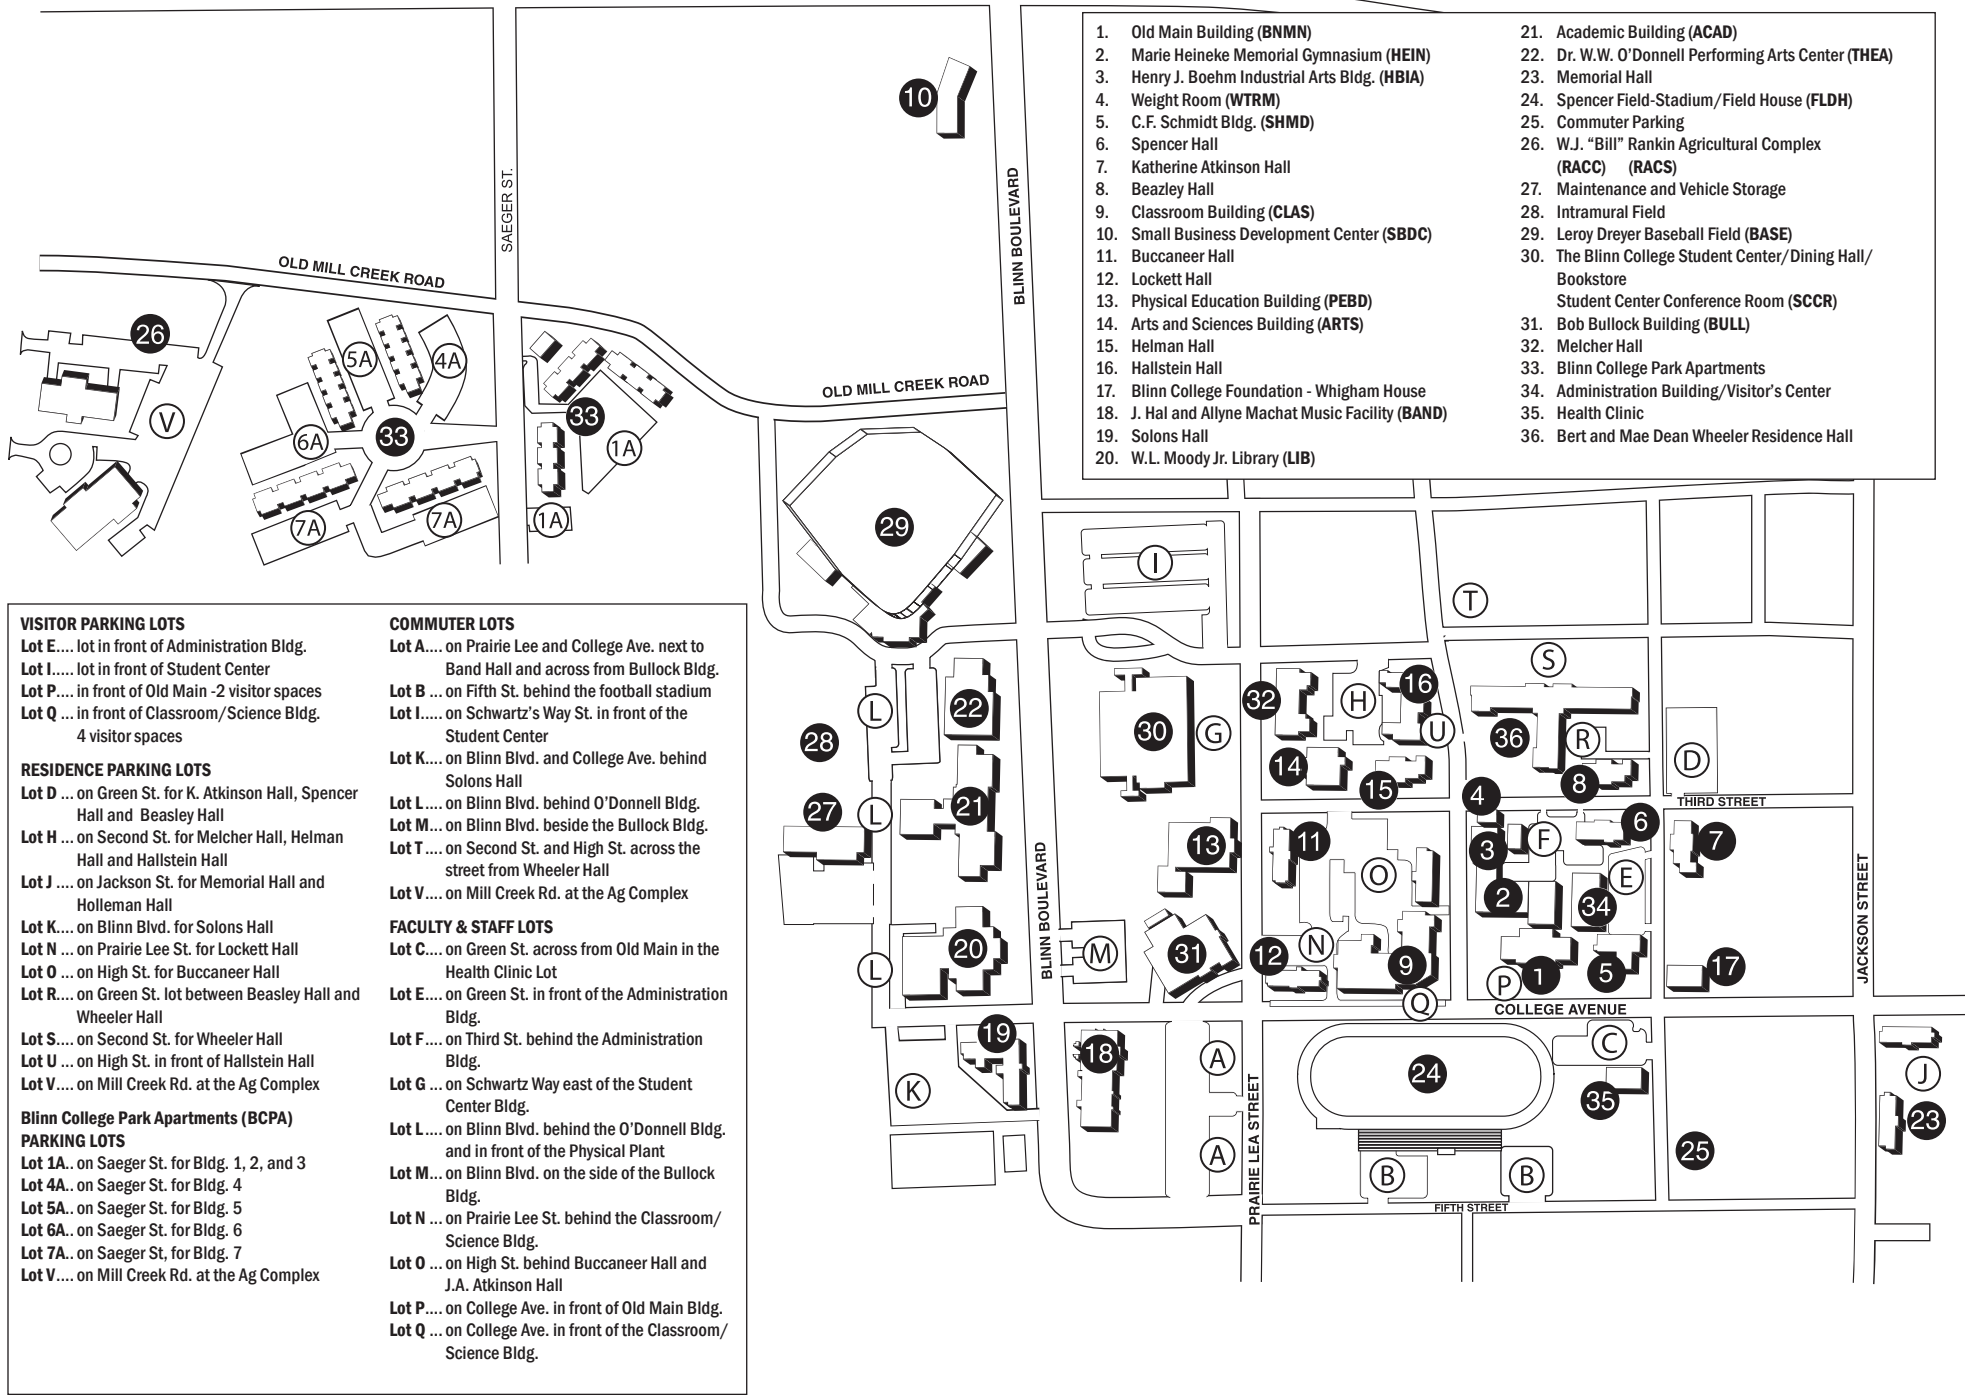 1. Old Main Building (BNMN)
2. Marie Heineke Memorial Gymnasium (HEIN)
3. Henry J. Boehm Industrial Arts Bldg. (HBIA)
4. Weight Room (WTRM)
5. C.F. Schmidt Bldg. (SHMD)
6. Spencer Hall
7. Katherine Atkinson Hall
8. Beazley Hall
9. Classroom Building (CLAS)
10. Small Business Development Center (SBDC)
11. Buccaneer Hall
12. Lockett Hall
13. Physical Education Building (PEBD)
14. Arts and Sciences Building (ARTS)
15. Helman Hall
16. Hallstein Hall
17. Blinn College Foundation - Whigham House
18. J. Hal and Allyne Machat Music Facility (BAND)
19. Solons Hall
20. W.L. Moody Jr. Library (LIB)
21. Academic Building (ACAD)
22. Dr. W.W. O'Donnell Performing Arts Center (THEA)
23. Memorial Hall
24. Spencer Field-Stadium/Field House (FLDH)
25. Commuter Parking
26. W.J. “Bill” Rankin Agricultural Complex
(RACC) (RACS)
27. Maintenance and Vehicle Storage
28. Intramural Field
29. Leroy Dreyer Baseball Field (BASE)
30. The Blinn College Student Center/Dining Hall/
Bookstore
Student Center Conference Room (SCCR)
31. Bob Bullock Building (BULL)
32. Melcher Hall
33. Blinn College Park Apartments
34. Administration Building/Visitor's Center
35. Health Clinic
36. Bert and Mae Dean Wheeler Residence Hall
10
SAEGER ST.
BLINN BOULEVARD
OLD MILL CREEK ROAD
OLD MILL CREEK ROAD
26
V
5A
4A
6A
33
7A
7A
33
1A
1A
29
I
T
S
L
22
28
30
G
32
H
16
U
36
R
D
14
15
8
THIRD STREET
27
L
21
4
13
11
O
3
F
6
7
E
2
34
BLINN BOULEVARD
JACKSON STREET
20
L
M
31
12
N
9
Q
P
1
5
17
COLLEGE AVENUE
19
K
18
A
A
PRAIRIE LEA STREET
24
C
35
J
23
25
B
B
FIFTH STREET
VISITOR PARKING LOTS
Lot E.... lot in front of Administration Bldg.
Lot I..... lot in front of Student Center
Lot P.... in front of Old Main -2 visitor spaces
Lot Q ... in front of Classroom/Science Bldg.
4 visitor spaces
RESIDENCE PARKING LOTS
Lot D ... on Green St. for K. Atkinson Hall, Spencer
Hall and Beasley Hall
Lot H ... on Second St. for Melcher Hall, Helman
Hall and Hallstein Hall
Lot J .... on Jackson St. for Memorial Hall and
Holleman Hall
Lot K.... on Blinn Blvd. for Solons Hall
Lot N ... on Prairie Lee St. for Lockett Hall
Lot O ... on High St. for Buccaneer Hall
Lot R.... on Green St. lot between Beasley Hall and
Wheeler Hall
Lot S.... on Second St. for Wheeler Hall
Lot U ... on High St. in front of Hallstein Hall
Lot V.... on Mill Creek Rd. at the Ag Complex
Blinn College Park Apartments (BCPA)
PARKING LOTS
Lot 1A.. on Saeger St. for Bldg. 1, 2, and 3
Lot 4A.. on Saeger St. for Bldg. 4
Lot 5A.. on Saeger St. for Bldg. 5
Lot 6A.. on Saeger St. for Bldg. 6
Lot 7A.. on Saeger St, for Bldg. 7
Lot V.... on Mill Creek Rd. at the Ag Complex
COMMUTER LOTS
Lot A.... on Prairie Lee and College Ave. next to
Band Hall and across from Bullock Bldg.
Lot B ... on Fifth St. behind the football stadium
Lot I..... on Schwartz's Way St. in front of the
Student Center
Lot K.... on Blinn Blvd. and College Ave. behind
Solons Hall
Lot L .... on Blinn Blvd. behind O'Donnell Bldg.
Lot M... on Blinn Blvd. beside the Bullock Bldg.
Lot T .... on Second St. and High St. across the
street from Wheeler Hall
Lot V.... on Mill Creek Rd. at the Ag Complex
FACULTY & STAFF LOTS
Lot C.... on Green St. across from Old Main in the
Health Clinic Lot
Lot E.... on Green St. in front of the Administration
Bldg.
Lot F .... on Third St. behind the Administration
Bldg.
Lot G ... on Schwartz Way east of the Student
Center Bldg.
Lot L .... on Blinn Blvd. behind the O'Donnell Bldg.
and in front of the Physical Plant
Lot M... on Blinn Blvd. on the side of the Bullock
Bldg.
Lot N ... on Prairie Lee St. behind the Classroom/
Science Bldg.
Lot O ... on High St. behind Buccaneer Hall and
J.A. Atkinson Hall
Lot P.... on College Ave. in front of Old Main Bldg.
Lot Q ... on College Ave. in front of the Classroom/
Science Bldg.